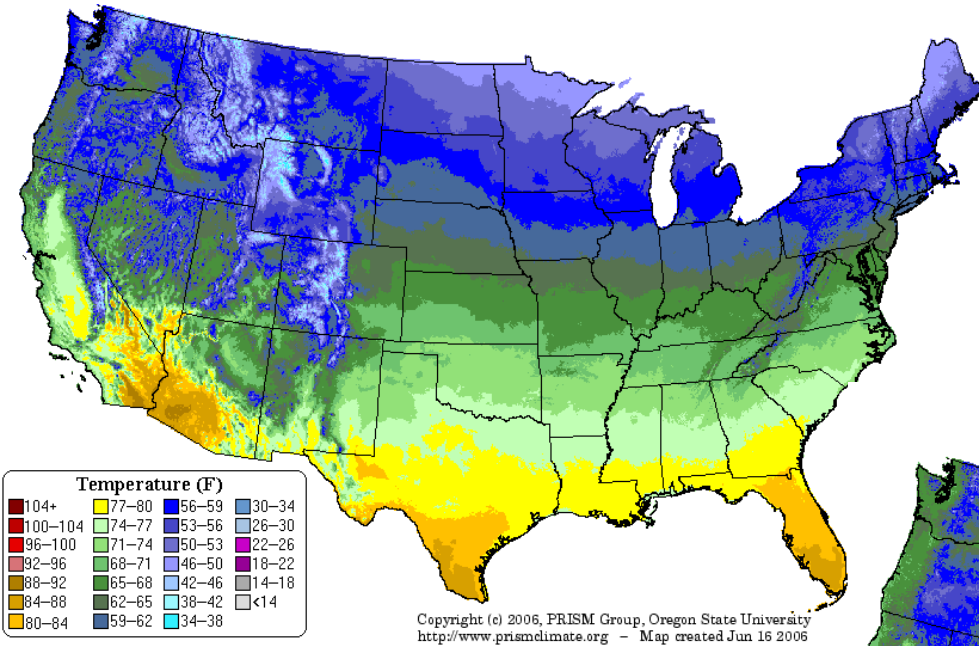 Temperature (F)
104+ 77–80 56–59 30–34
100–104 74–77 53–56 26–30
96–100 71–74 50–53 22–26
92–96 68–71 46–50 18–22
88–92 65–68 42–46 14–18
84–88 62–65 38–42 <14
80–84 59–62 34–38
Copyright (c) 2006, PRISM Group, Oregon State University
http://www.prismclimate.org – Map created Jun 16 2006